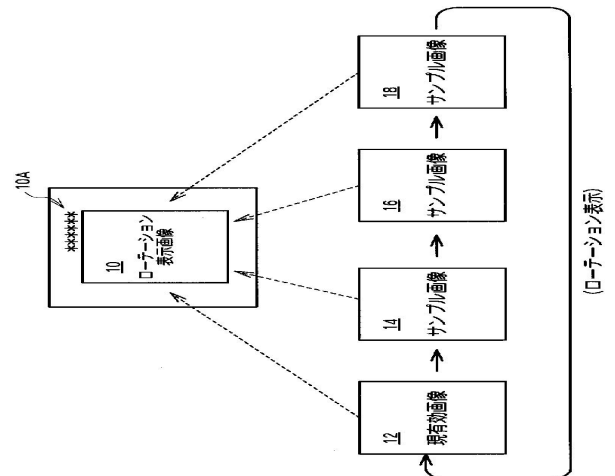 10A
******
10
ローテーション
表示画像
12
現有効画像
14
サンプル画像
16
サンプル画像
18
サンプル画像
(ローテーション表示)